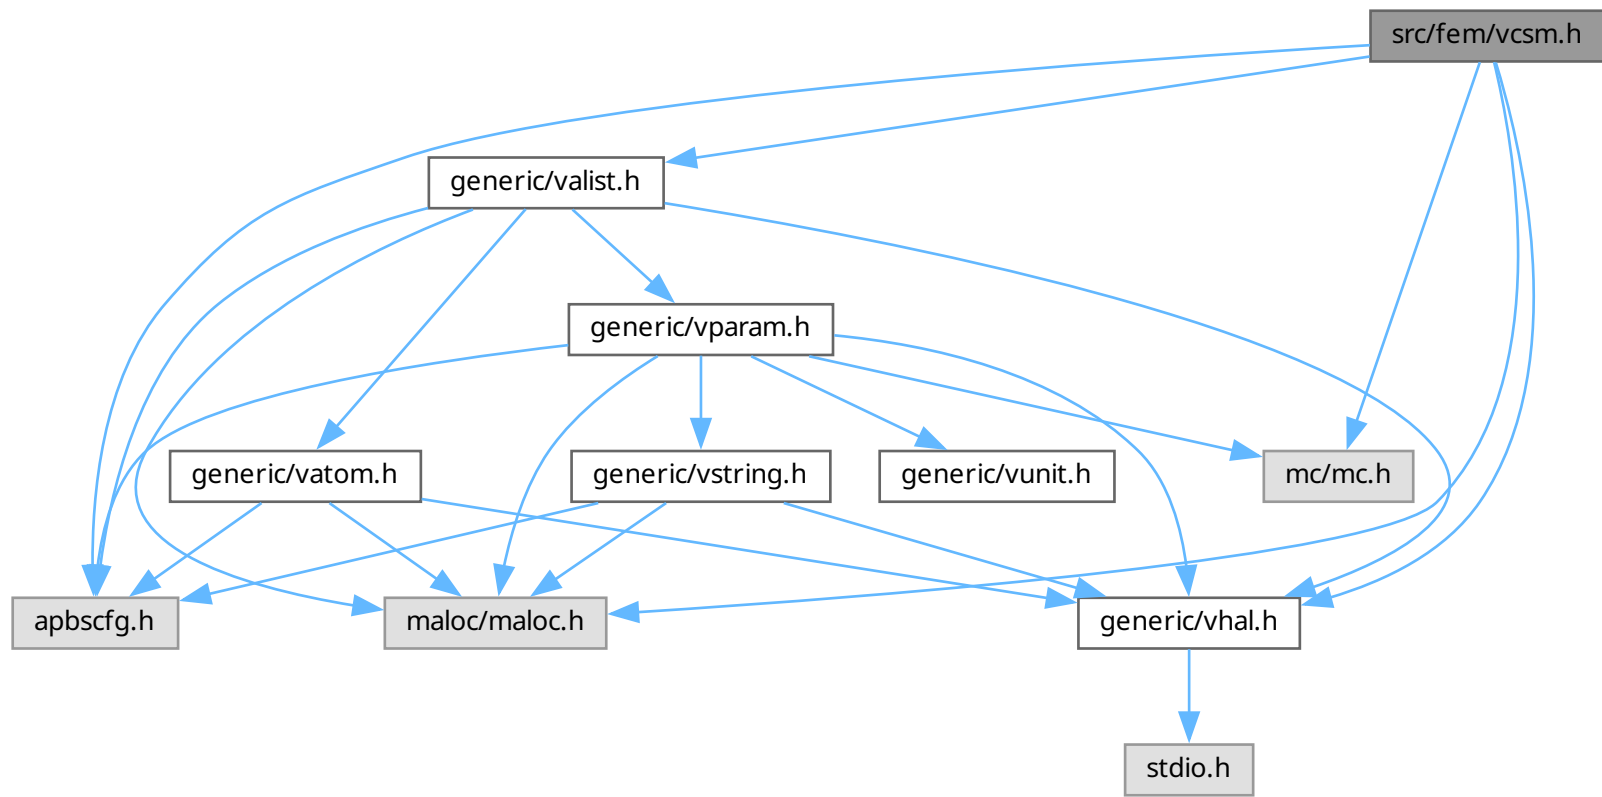 src/fem/vcsm.h
generic/valist.h
generic/vparam.h
generic/vatom.h
generic/vstring.h
generic/vunit.h
mc/mc.h
apbscfg.h
maloc/maloc.h
generic/vhal.h
stdio.h